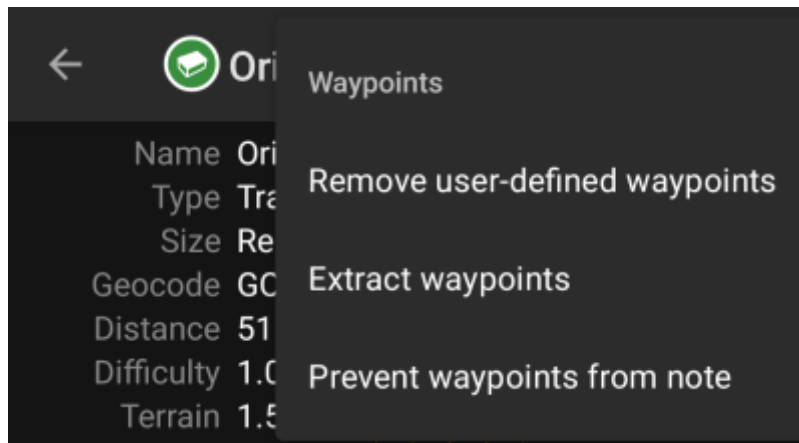 Ori
Waypoints
Name Ori
Type Tra
Size Re
Geocode GC
Distance 51
Difficulty 1.0
Terrain 1.5
Remove user-defined waypoints
Extract waypoints
Prevent waypoints from note